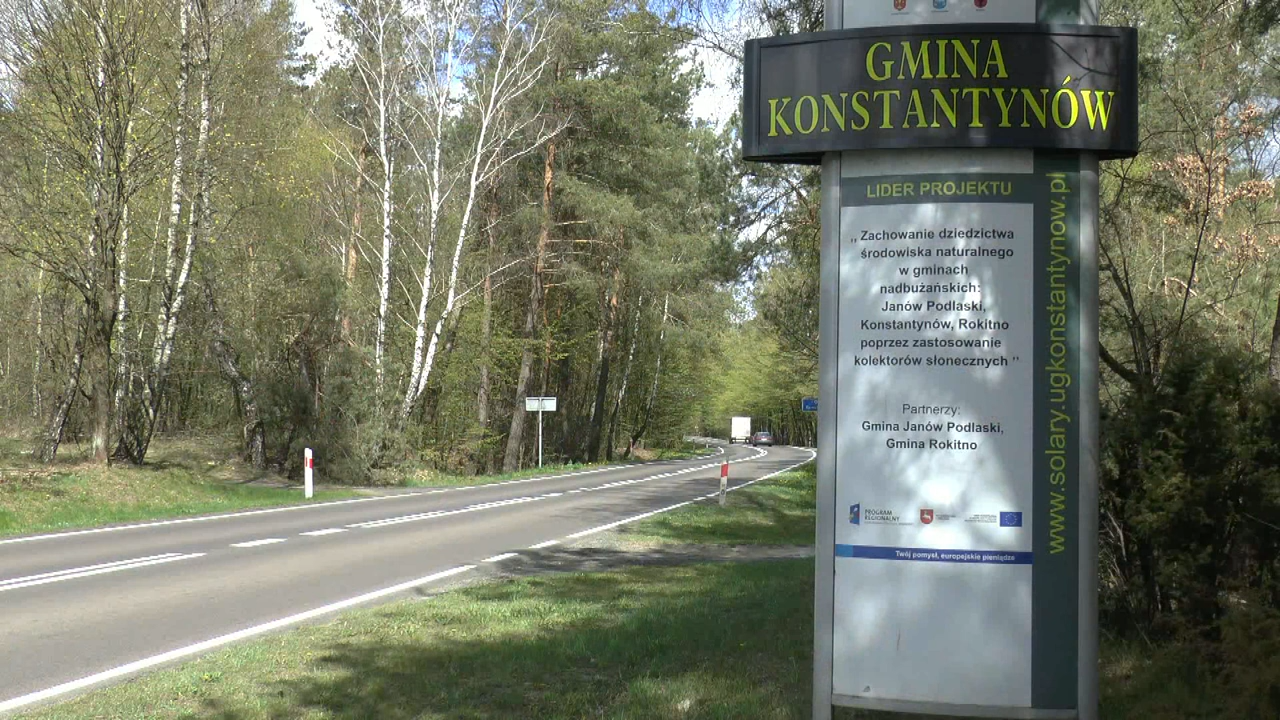 GMINA
KONSTANTYNÓW
LIDER PROJEKTU
„ Zachowanie dziedzictwa
środowiska naturalnego
w gminach
nadbużańskich:
Janów Podlaski,
Konstantynów, Rokitno
poprzez zastosowanie
kolektorów słonecznych ”
Partnerzy:
Gmina Janów Podlaski,
Gmina Rokitno
PROGRAM
REGIONALNY
Twój pomysł, europejskie pieniądze
www.solary.ugkonstantynow.pl